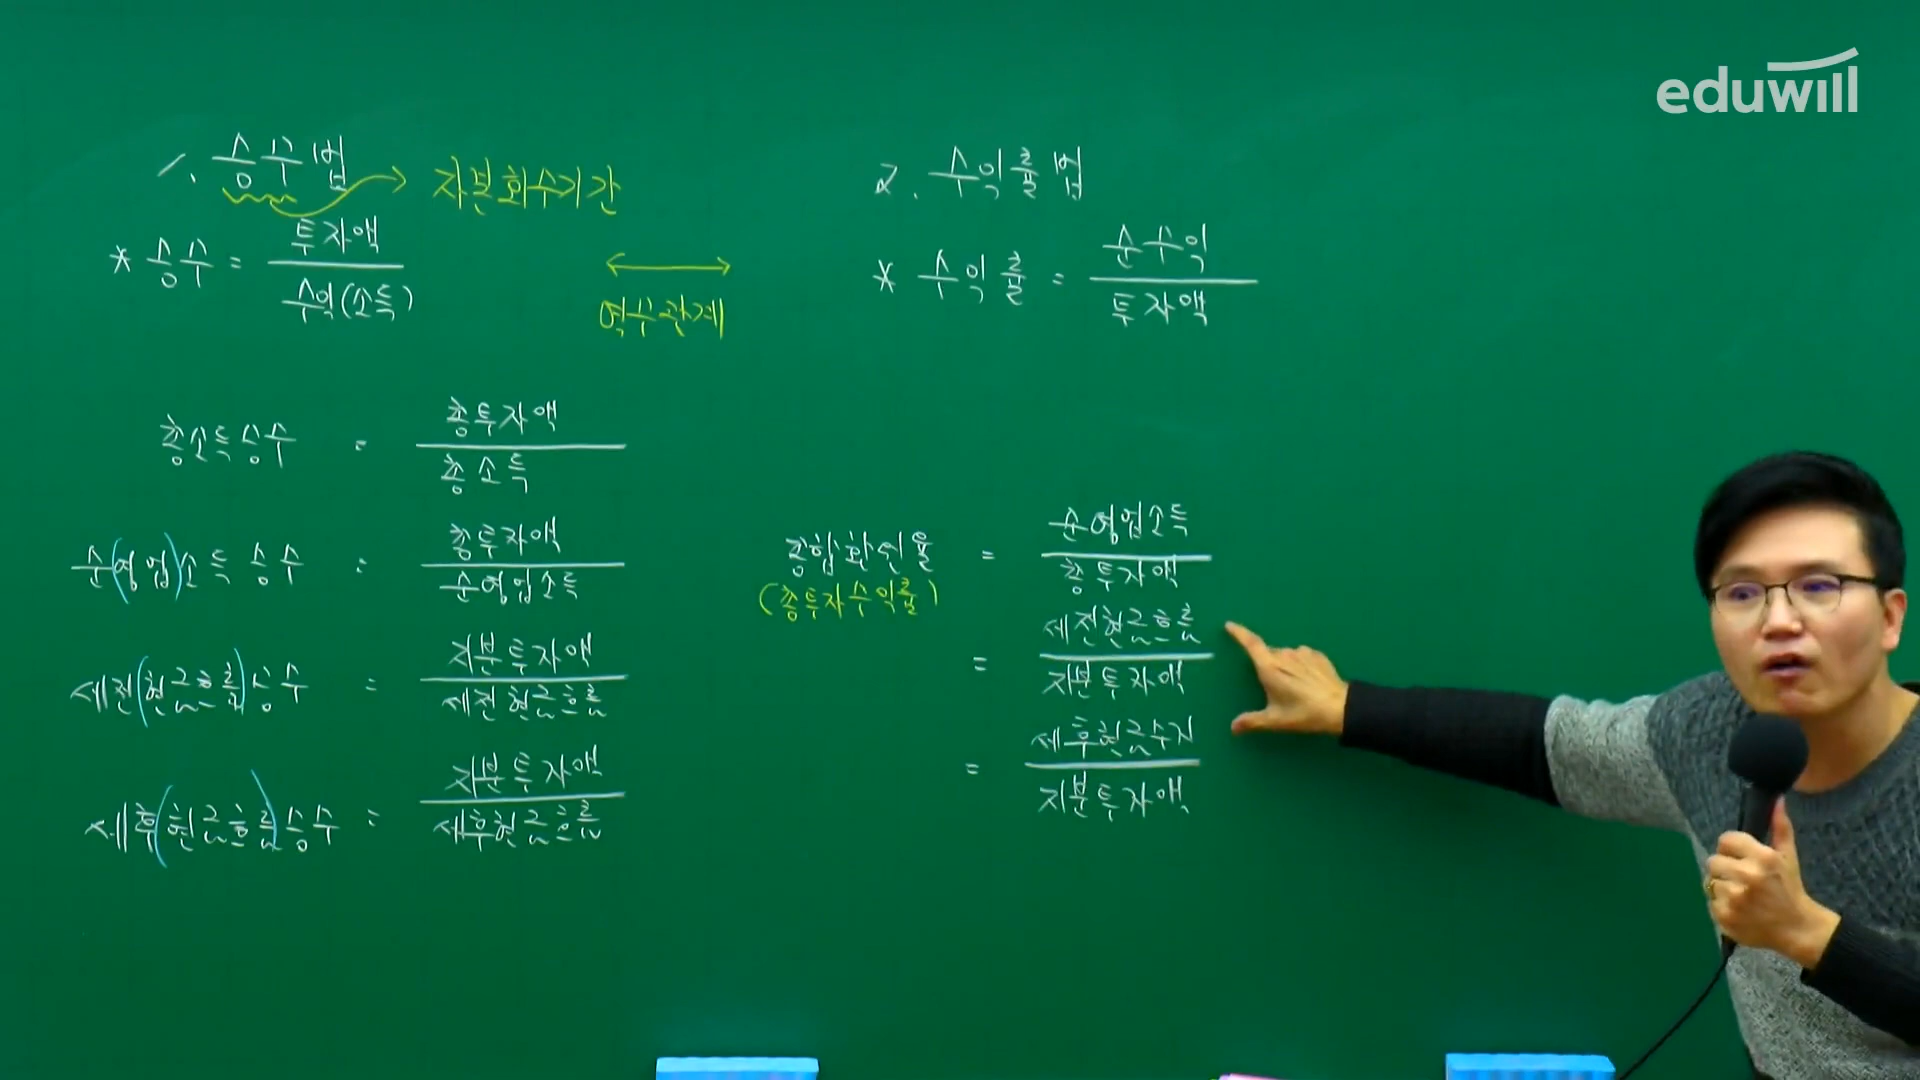 eduwill
1. 승수법 → 자본회수기간
* 승수 = 투자액 / 수익(소득)
역수관계
2. 수익률법
* 수익률 = 순수익 / 투자액
총소득승수 = 총투자액 / 총소득
순(영업)소득승수 = 총투자액 / 순영업소득
세전(현금흐름)승수 = 지분투자액 / 세전현금흐름
세후(현금흐름)승수 = 지분투자액 / 세후현금흐름
종합환원율 = 순영업소득 / 총투자액
(총투자수익률)
= 세전현금흐름 / 지분투자액
= 세후현금수지 / 지분투자액